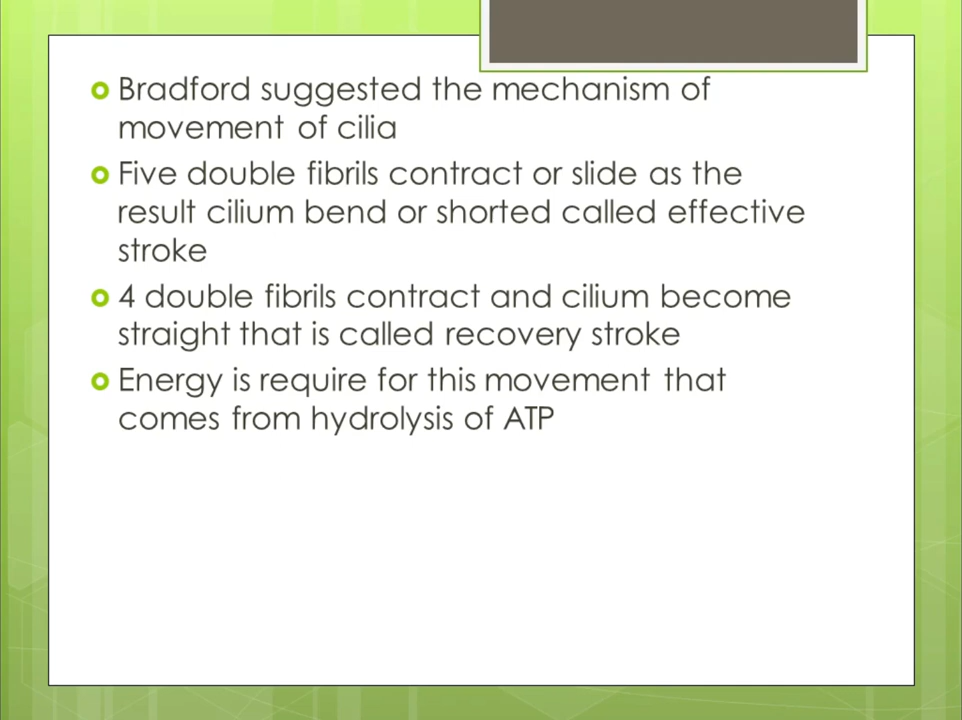 Bradford suggested the mechanism of
movement of cilia
Five double fibrils contract or slide as the
result cilium bend or shorted called effective
stroke
4 double fibrils contract and cilium become
straight that is called recovery stroke
Energy is require for this movement that
comes from hydrolysis of ATP